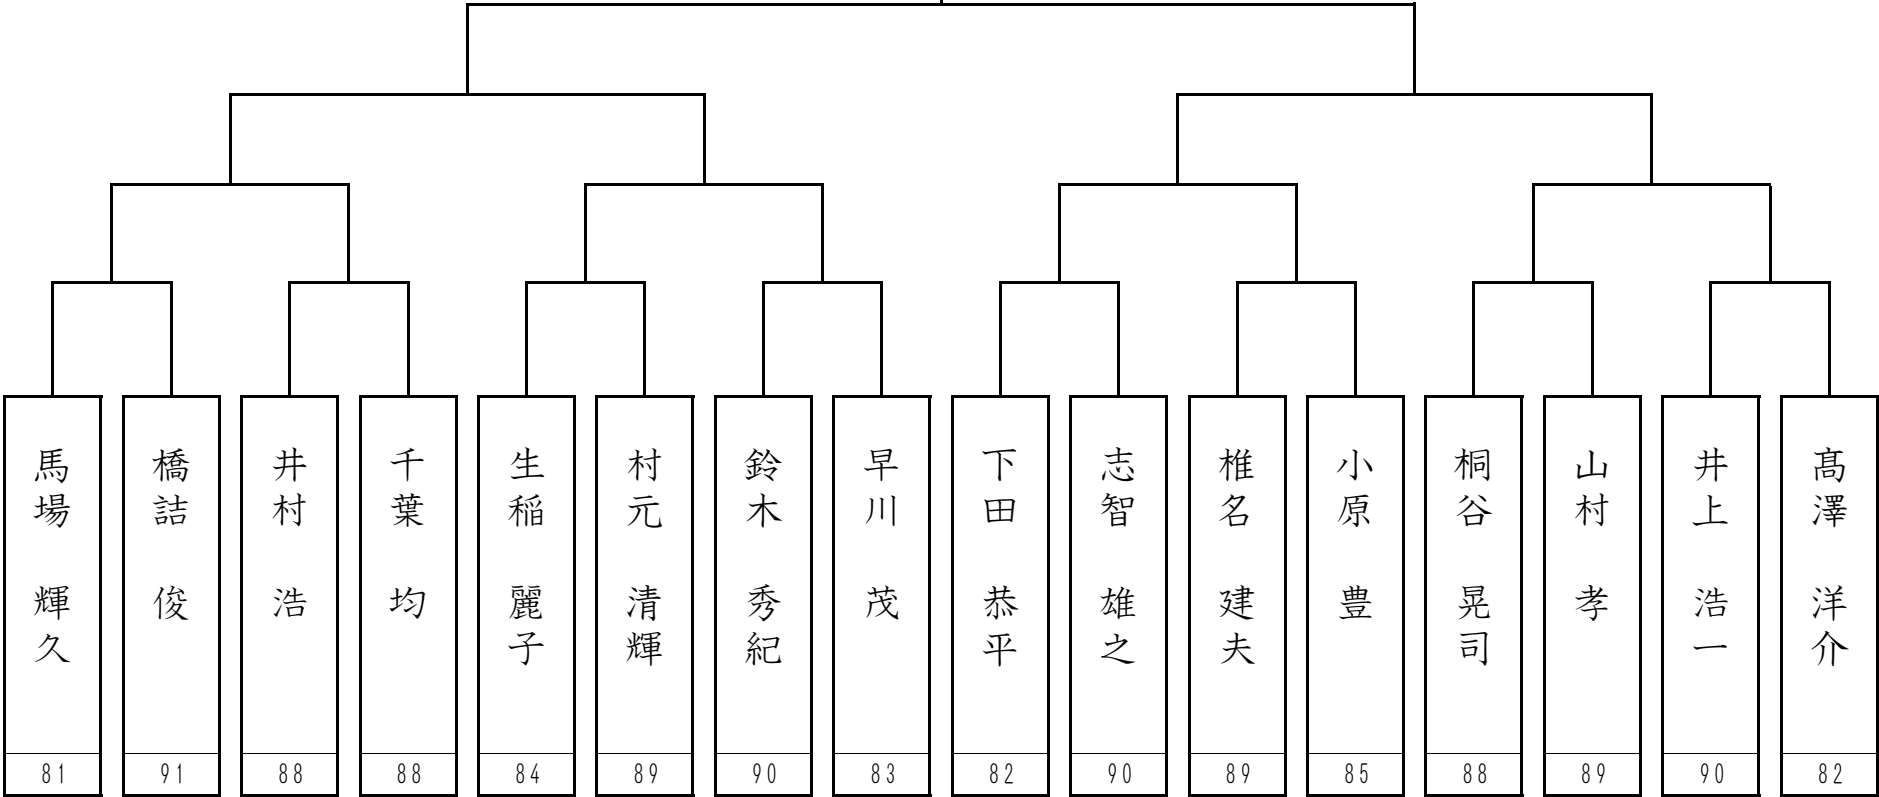 馬場 輝久
81
橋詰 俊
91
井村 浩
88
千葉 均
88
生稲 麗子
84
村元 清輝
89
鈴木 秀紀
90
早川 茂
83
下田 恭平
82
志智 雄之
90
椎名 建夫
89
小原 豊
85
桐谷 晃司
88
山村 孝
89
井上 浩一
90
髙澤 洋介
82